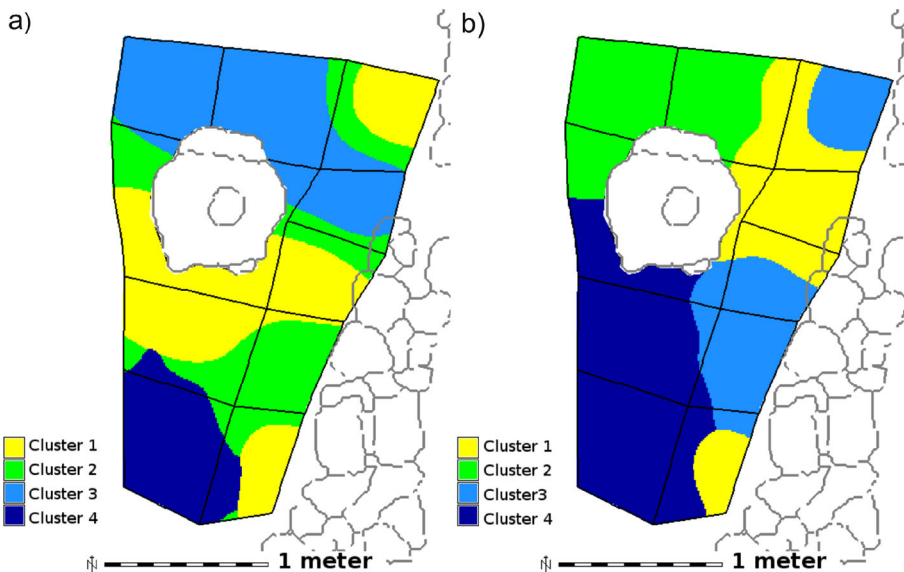 a)
b)
Cluster 1
Cluster 2
Cluster 3
Cluster 4
Cluster 1
Cluster 2
Cluster3
Cluster 4
N
1 meter
N
1 meter